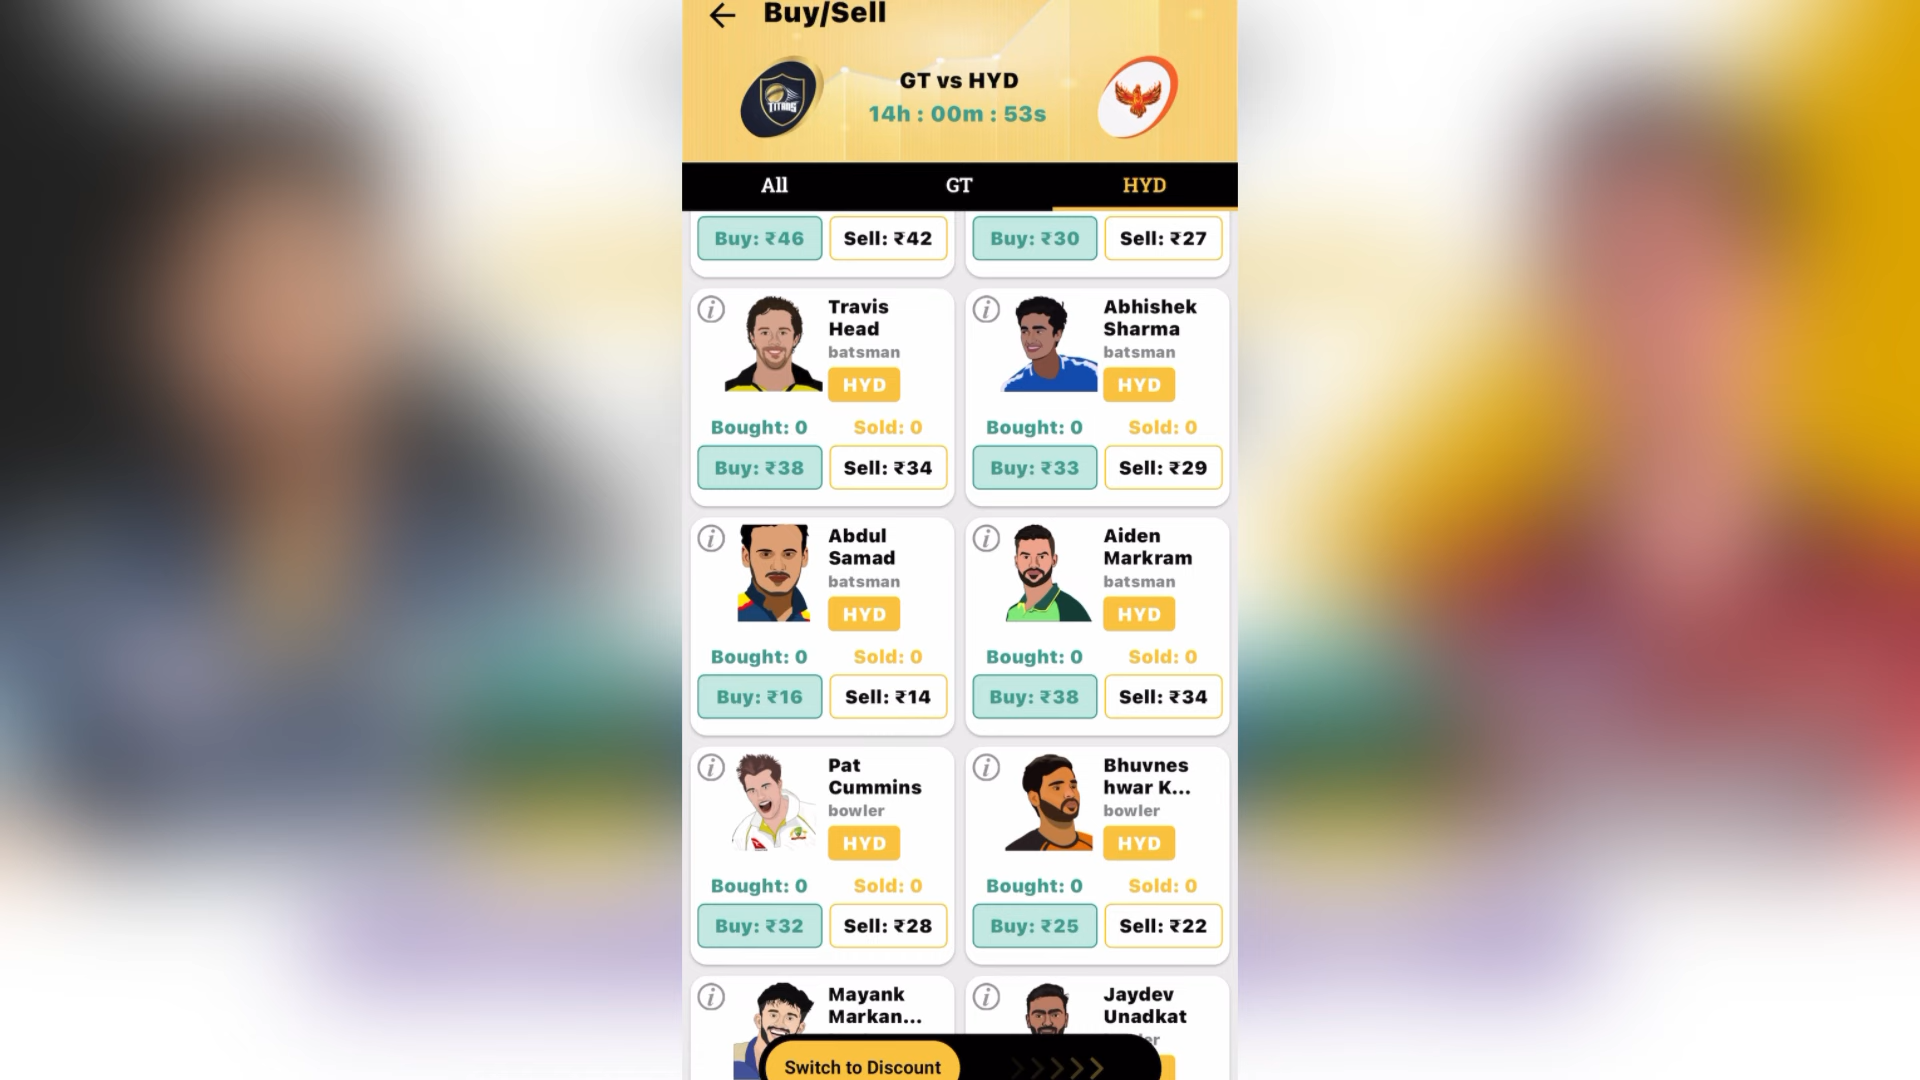 Buy/Sell
GT vs HYD
14h : 00m : 53s
TITANS
All GT HYD
Buy: ₹46 Sell: ₹42 Buy: ₹30 Sell: ₹27
Travis
Head
batsman
HYD
Bought: 0 Sold: 0
Buy: ₹38 Sell: ₹34
Abhishek
Sharma
batsman
HYD
Bought: 0 Sold: 0
Buy: ₹33 Sell: ₹29
Abdul
Samad
batsman
HYD
Bought: 0 Sold: 0
Buy: ₹16 Sell: ₹14
Aiden
Markram
batsman
HYD
Bought: 0 Sold: 0
Buy: ₹38 Sell: ₹34
Pat
Cummins
bowler
HYD
Bought: 0 Sold: 0
Buy: ₹32 Sell: ₹28
Bhuvnes
hwar K...
bowler
HYD
Bought: 0 Sold: 0
Buy: ₹25 Sell: ₹22
Mayank
Markan...
Jaydev
Unadkat
Switch to Discount